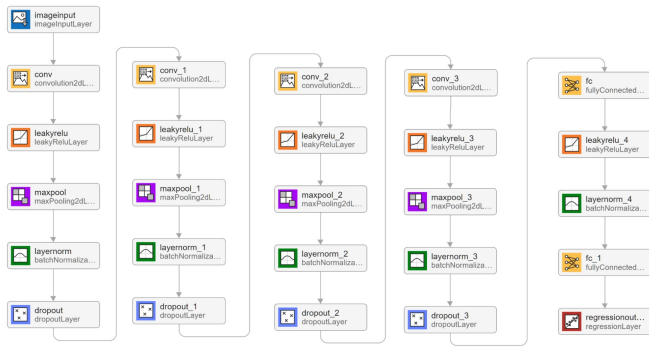 imageinput
imageInputLayer
conv
convolution2dL...
leakyrelu
leakyReluLayer
maxpool
maxPooling2dL...
layernorm
batchNormaliza...
dropout
dropoutLayer
conv_1
convolution2dL...
leakyrelu_1
leakyReluLayer
maxpool_1
maxPooling2dL...
layernorm_1
batchNormaliza...
dropout_1
dropoutLayer
conv_2
convolution2dL...
leakyrelu_2
leakyReluLayer
maxpool_2
maxPooling2dL...
layernorm_2
batchNormaliza...
dropout_2
dropoutLayer
conv_3
convolution2dL...
leakyrelu_3
leakyReluLayer
maxpool_3
maxPooling2dL...
layernorm_3
batchNormaliza...
dropout_3
dropoutLayer
fc
fullyConnected...
leakyrelu_4
leakyReluLayer
layernorm_4
batchNormaliza...
fc_1
fullyConnected...
regressionout...
regressionLayer